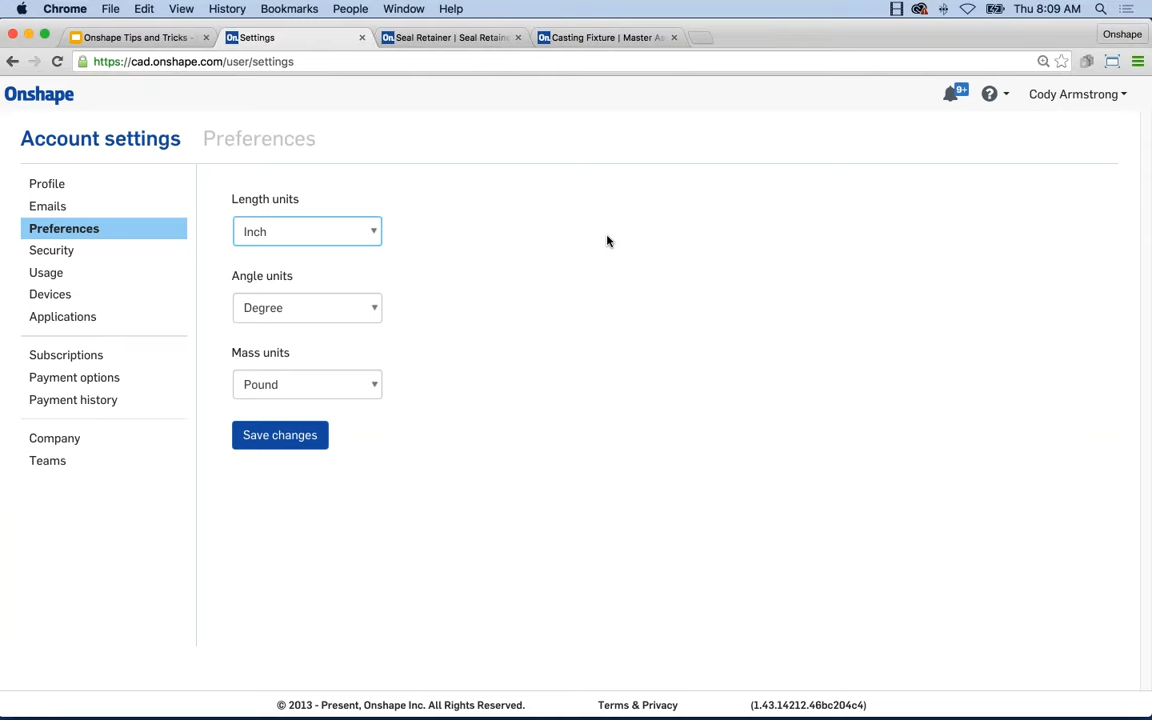 Chrome File Edit View History Bookmarks People Window Help Thu 8:09 AM
Onshape Tips and Tricks - Settings Seal Retainer | Seal Retaine Casting Fixture | Master As Onshape
https://cad.onshape.com/user/settings
Onshape 9+ Cody Armstrong
Account settings Preferences
Profile
Emails
Preferences
Security
Usage
Devices
Applications
Subscriptions
Payment options
Payment history
Company
Teams
Length units
Inch
Angle units
Degree
Mass units
Pound
Save changes
© 2013 - Present, Onshape Inc. All Rights Reserved. Terms & Privacy (1.43.14212.46bc204c4)